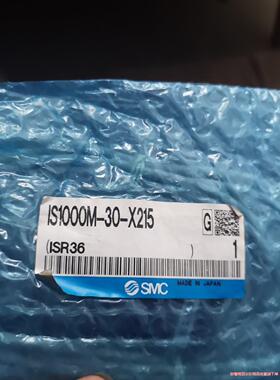 IS1000M-30-X215
G
(ISR36 ) 1
SMC MADE IN JAPAN